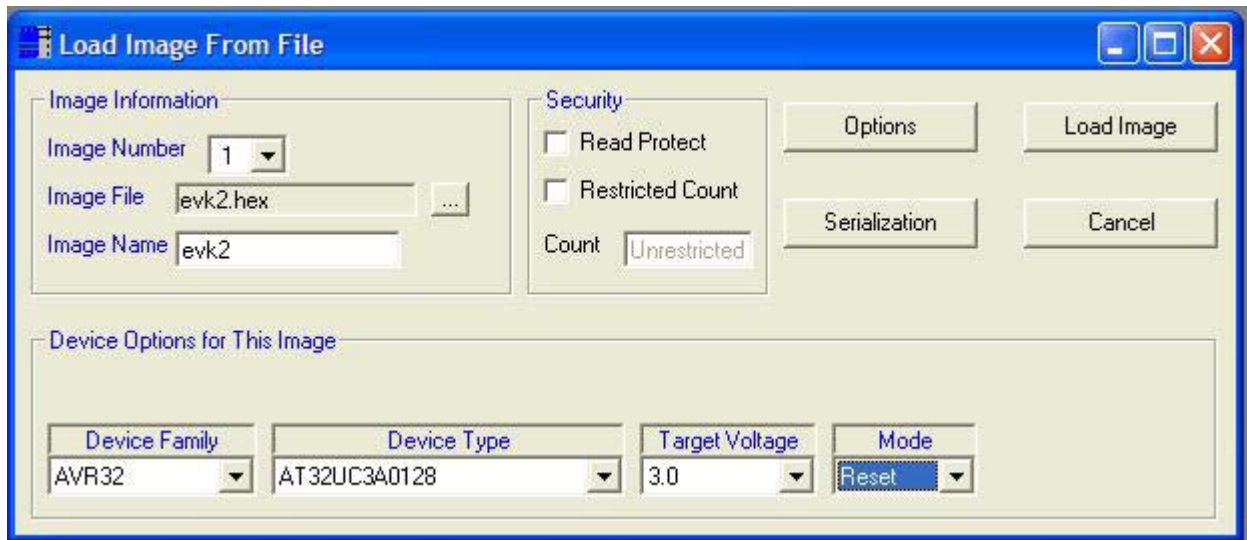 Load Image From File
Image Information
Image Number 1
Image File evk2.hex ...
Image Name evk2
Security
Read Protect
Restricted Count
Count Unrestricted
Options
Load Image
Serialization
Cancel
Device Options for This Image
Device Family Device Type Target Voltage Mode
AVR32 AT32UC3A0128 3.0 Reset